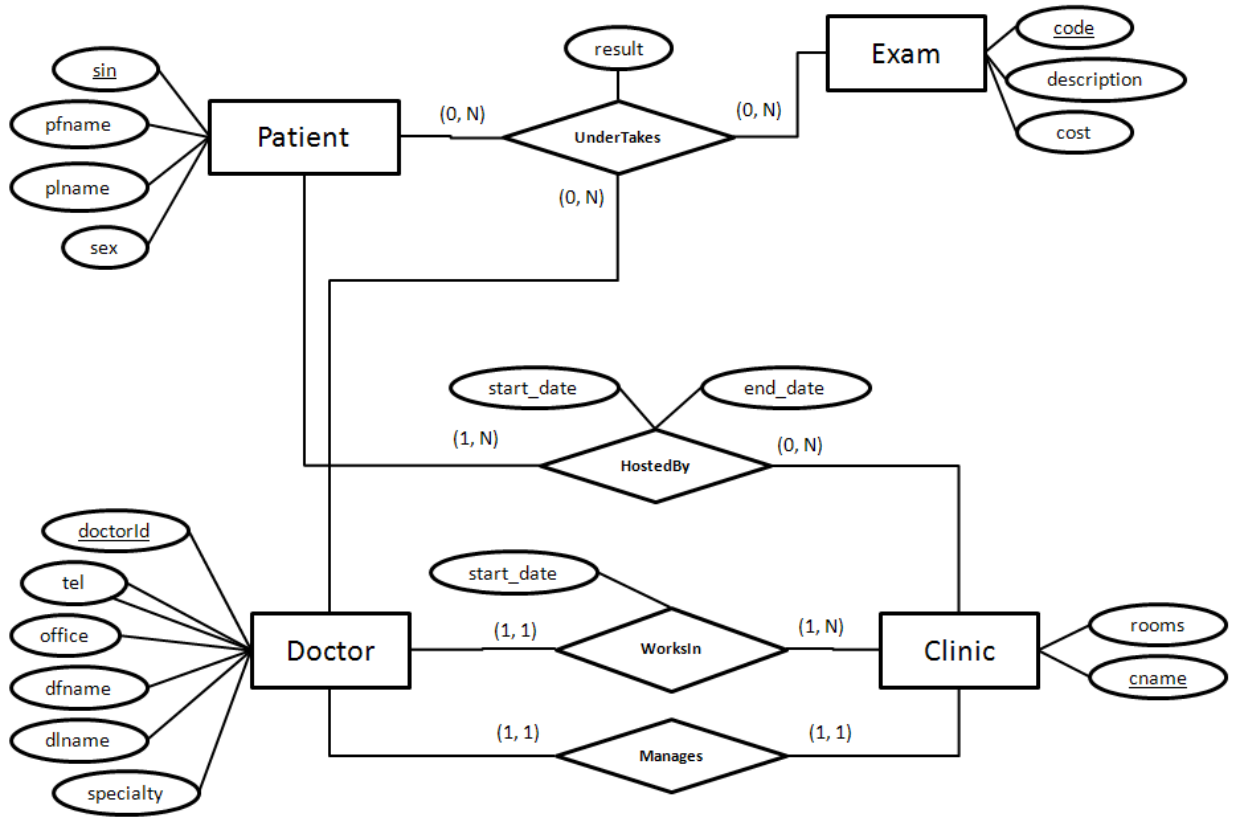 result
code
Exam
sin
description
pfname
(0, N)
(0, N)
cost
Patient
UnderTakes
plname
(0, N)
sex
start_date
end_date
(1, N)
(0, N)
HostedBy
doctorId
start_date
tel
office
(1, 1)
(1, N)
rooms
Doctor
WorksIn
Clinic
cname
dfname
dlname
(1, 1)
(1, 1)
Manages
specialty